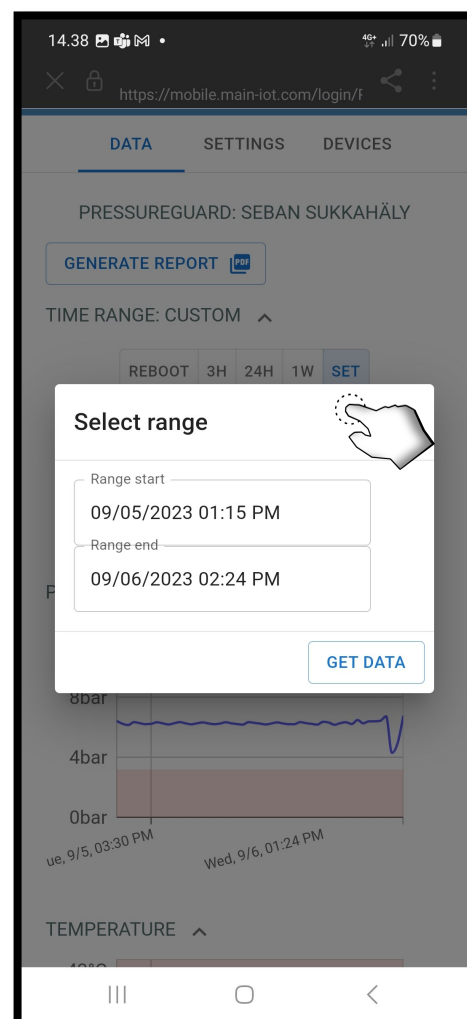 14.38
4G+ 70%
https://mobile.main-iot.com/login/
DATA SETTINGS DEVICES
PRESSUREGUARD: SEBAN SUKKAHÄLY
GENERATE REPORT PDF
TIME RANGE: CUSTOM
REBOOT 3H 24H 1W SET
Select range
Range start
09/05/2023 01:15 PM
Range end
09/06/2023 02:24 PM
GET DATA
P
8bar
4bar
0bar
ue, 9/5, 03:30 PM
Wed, 9/6, 01:24 PM
TEMPERATURE